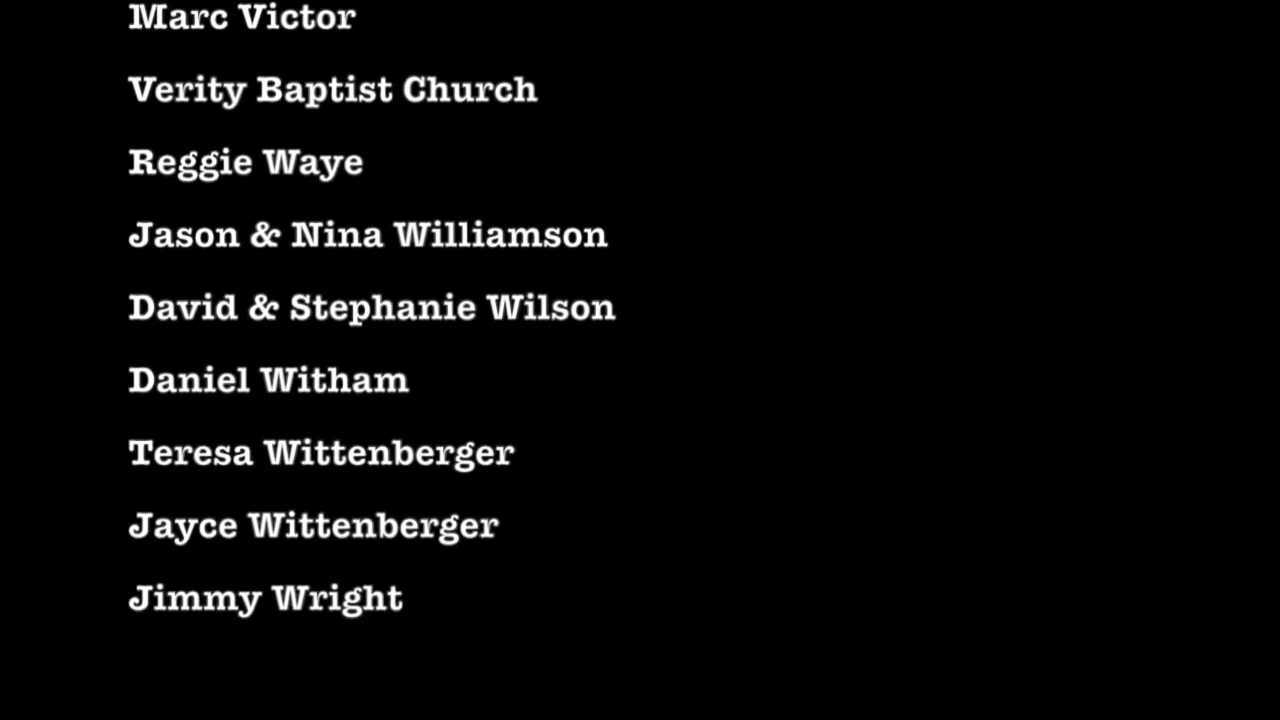 Marc Victor
Verity Baptist Church
Reggie Waye
Jason & Nina Williamson
David & Stephanie Wilson
Daniel Witham
Teresa Wittenberger
Jayce Wittenberger
Jimmy Wright